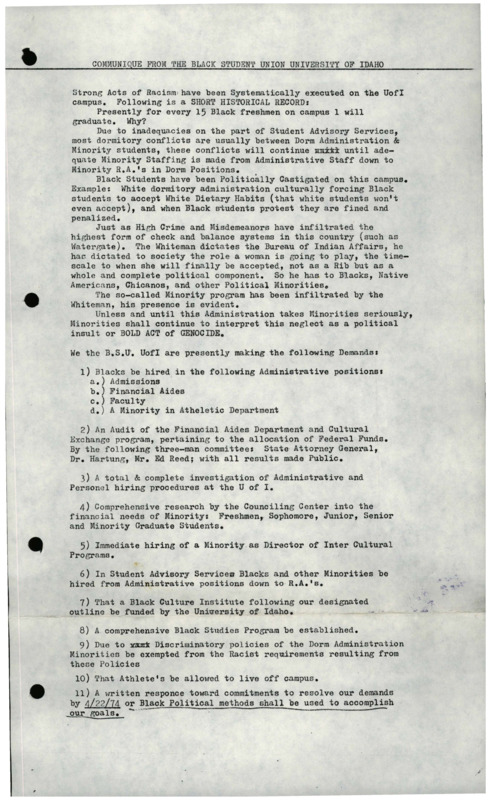 COMMUNIQUE FROM THE BLACK STUDENT UNION UNIVERSITY OF IDAHO
Strong Acts of Racism have been Systematically executed on the UofI
campus. Following is a SHORT HISTORICAL RECORD:
Presently for every 15 Black freshmen on campus 1 will
graduate. Why?
Due to inadequacies on the part of Student Advisory Services,
most dormitory conflicts are usually between Dorm Administration &
Minority students, these conflicts will continue until ade-
quate Minority Staffing is made from Administrative Staff down to
Minority R.A.'s in Dorm Positions.
Black Students have been Politically Castigated on this campus.
Example: White dormitory administration culturally forcing Black
students to accept White Dietary Habits (that white students won't
even accept), and when Black students protest they are fined and
penalized.
Just as High Crime and Misdemeanors have infiltrated the
highest form of check and balance systems in this country (such as
Watergate). The Whiteman dictates the Bureau of Indian Affairs, he
has dictated to society the role a woman is going to play, the time-
scale to when she will finally be accepted, not as a Rib but as a
whole and complete political component. So he has to Blacks, Native
Americans, Chicanos, and other Political Minorities.
The so-called Minority program has been infiltrated by the
Whiteman, his presence is evident.
Unless and until this Administration takes Minorities seriously,
Minorities shall continue to interpret this neglect as a political
insult or BOLD ACT of GENOCIDE.
We the B.S.U. UofI are presently making the following Demands:
1) Blacks be hired in the following Administrative positions:
a.) Admissions
b.) Financial Aides
c.) Faculty
d.) A Minority in Atheletic Department
2) An Audit of the Financial Aides Department and Cultural
Exchange program, pertaining to the allocation of Federal Funds.
By the following three-man committee: State Attorney General,
Dr. Hartung, Mr. Ed Reed; with all results made Public.
3) A total & complete investigation of Administrative and
Personel hiring procedures at the U of I.
4) Comprehensive research by the Counciling Center into the
financial needs of Minority: Freshmen, Sophomore, Junior, Senior
and Minority Graduate Students.
5) Immediate hiring of a Minority as Director of Inter Cultural
Programs.
6) In Student Advisory Services Blacks and other Minorities be
hired from Administrative positions down to R.A.'s.
7) That a Black Culture Institute following our designated
outline be funded by the University of Idaho.
8) A comprehensive Black Studies Program be established.
9) Due to Discriminatory policies of the Dorm Administration
Minorities be exempted from the Racist requirements resulting from
these Policies
10) That Athlete's be allowed to live off campus.
11) A written responce toward commitments to resolve our demands
by 4/22/74 or Black Political methods shall be used to accomplish
our goals.